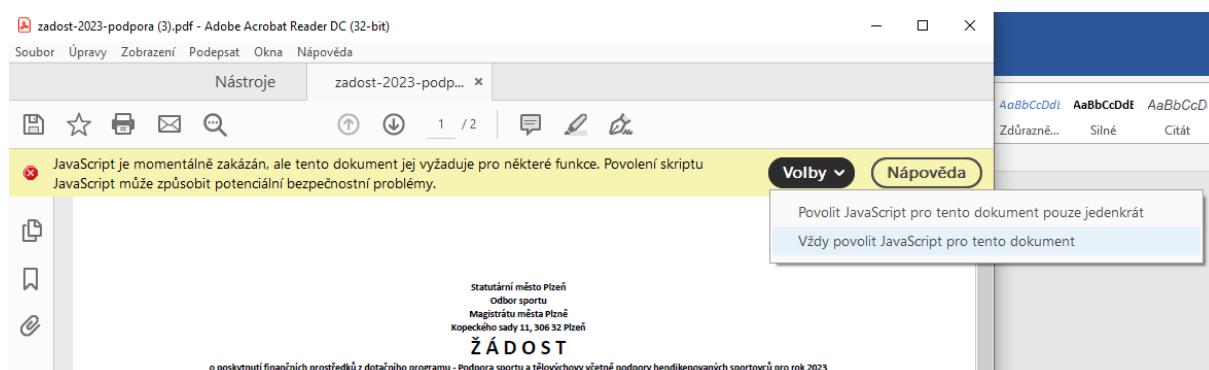 zadost-2023-podpora (3).pdf - Adobe Acrobat Reader DC (32-bit)
Soubor Úpravy Zobrazení Podepsat Okna Nápověda
Nástroje zadost-2023-podp... ×
1 / 2
AaBbCcDdE AaBbCcDdE AaBbCcD
Zdůrazně... Silné Citát
JavaScript je momentálně zakázán, ale tento dokument jej vyžaduje pro některé funkce. Povolení skriptu
JavaScript může způsobit potenciální bezpečnostní problémy.
Volby Nápověda
Povolit JavaScript pro tento dokument pouze jedenkrát
Vždy povolit JavaScript pro tento dokument
Statutární město Plzeň
Odbor sportu
Magistrátu města Plzně
Kopeckého sady 11, 306 32 Plzeň
ŽÁDOST
o poskytnutí finančních prostředků z dotačního programu - Podpora sportu a tělovýchovy včetně podpory hendikepovaných sportovců pro rok 2023